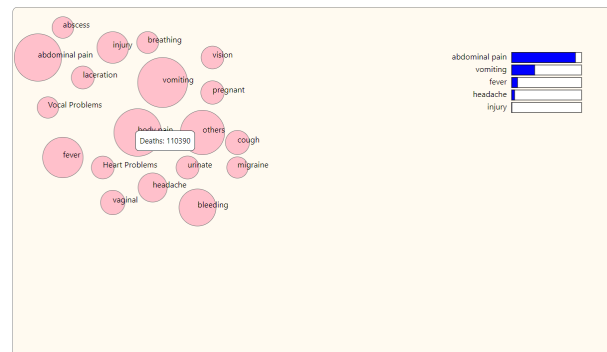 abscess
injury
breathing
abdominal pain
vision
laceration
vomiting
pregnant
Vocal Problems
body pain
others
Deaths: 110390
cough
fever
Heart Problems
urinate
migraine
headache
vaginal
bleeding
abdominal pain
vomiting
fever
headache
injury